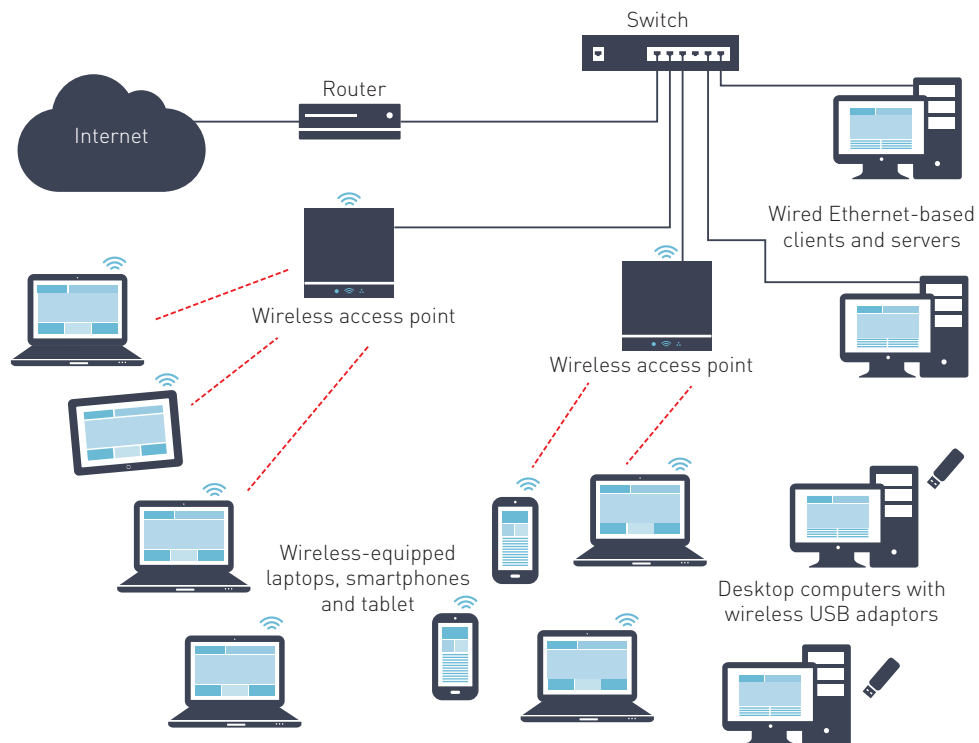 Switch
Router
Internet
Wired Ethernet-based
clients and servers
Wireless access point
Wireless access point
Wireless-equipped
laptops, smartphones
and tablet
Desktop computers with
wireless USB adaptors